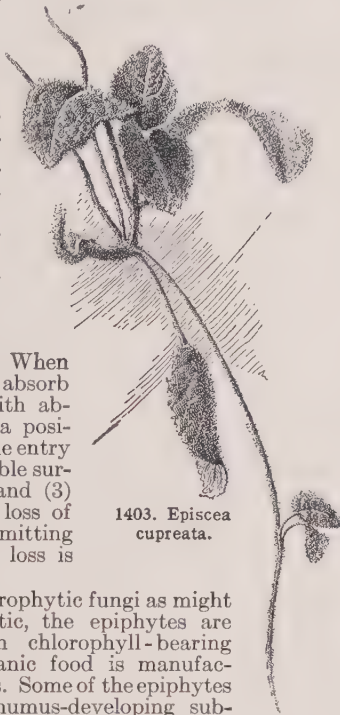 When
absorb
ith ab-
a posi-
e entry
ble sur-
and (3)
loss of
mitting
loss is
1403. Episcea
cupreata.
rophytic fungi as might
tic, the epiphytes are
n chlorophyll-bearing
anic food is manufac-
s. Some of the epiphytes
humus-developing sub-